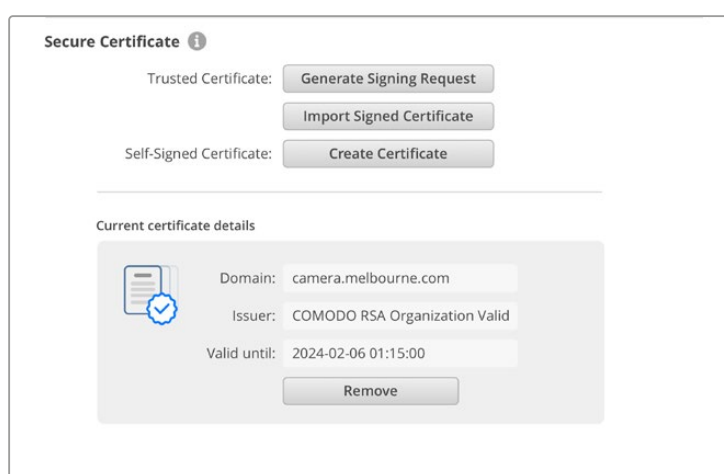 Secure Certificate
Trusted Certificate: Generate Signing Request
Import Signed Certificate
Self-Signed Certificate: Create Certificate
Current certificate details
Domain: camera.melbourne.com
Issuer: COMODO RSA Organization Valid
Valid until: 2024-02-06 01:15:00
Remove